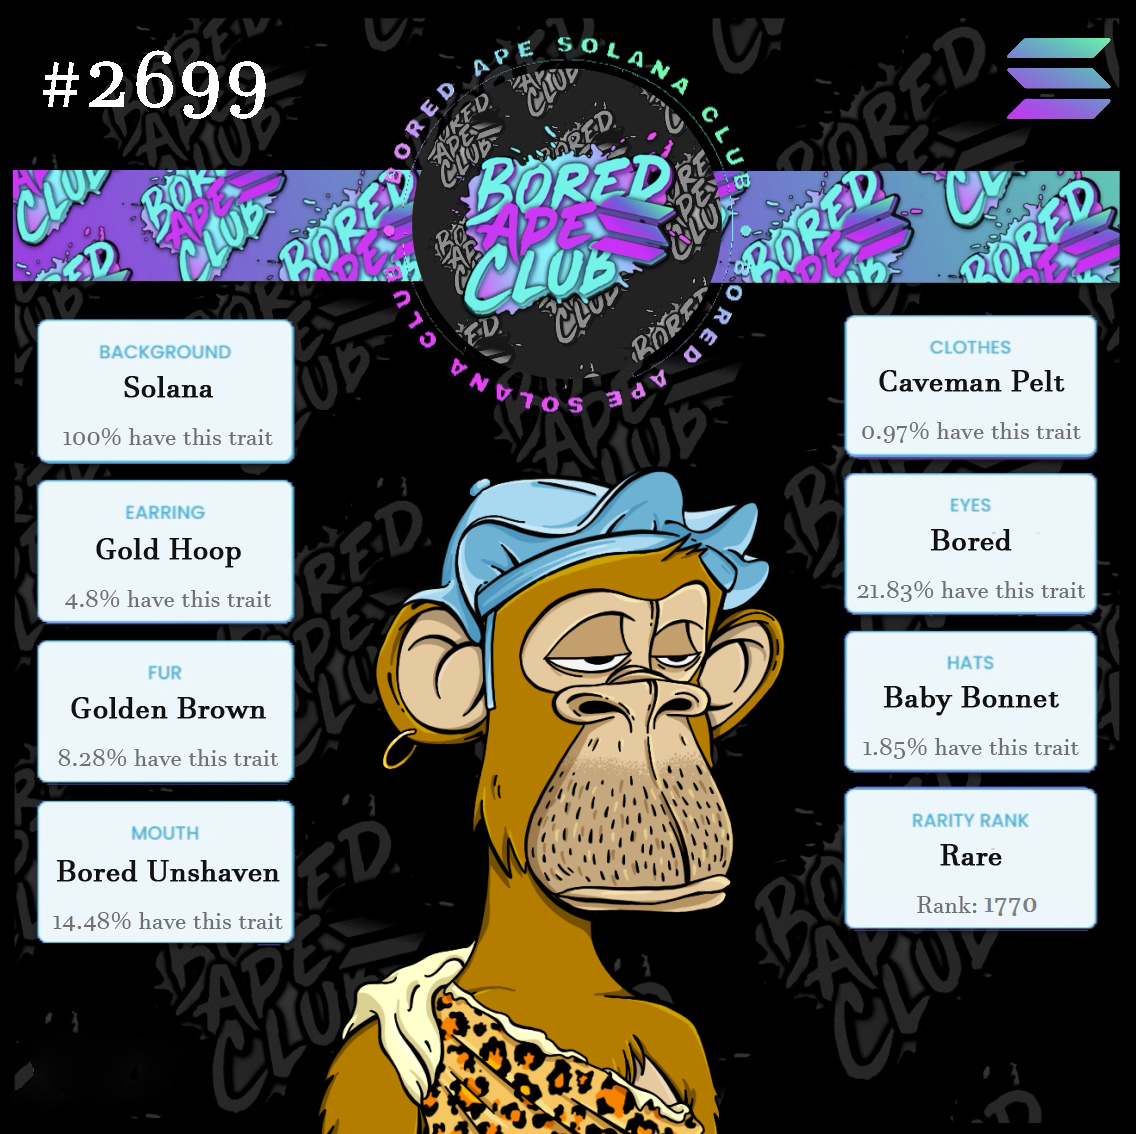 #2699
BORED APE SOLANA CLUB
BORED APE SOLANA CLUB
BORED
APE
CLUB
BACKGROUND
Solana
100% have this trait
EARRING
Gold Hoop
4.8% have this trait
FUR
Golden Brown
8.28% have this trait
MOUTH
Bored Unshaven
14.48% have this trait
CLOTHES
Caveman Pelt
0.97% have this trait
EYES
Bored
21.83% have this trait
HATS
Baby Bonnet
1.85% have this trait
RARITY RANK
Rare
Rank: 1770